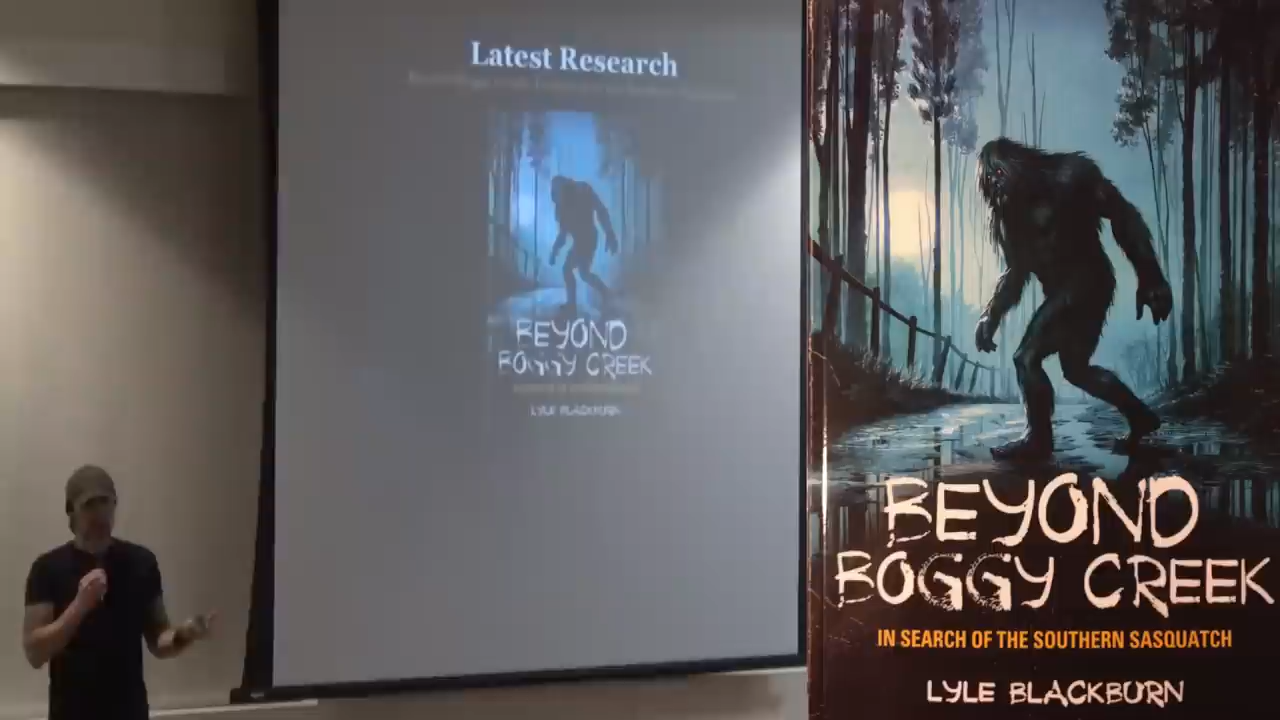 Latest Research
BEYOND
BOGGY CREEK
LYLE BLACKBURN
BEYOND
BOGGY CREEK
IN SEARCH OF THE SOUTHERN SASQUATCH
LYLE BLACKBURN